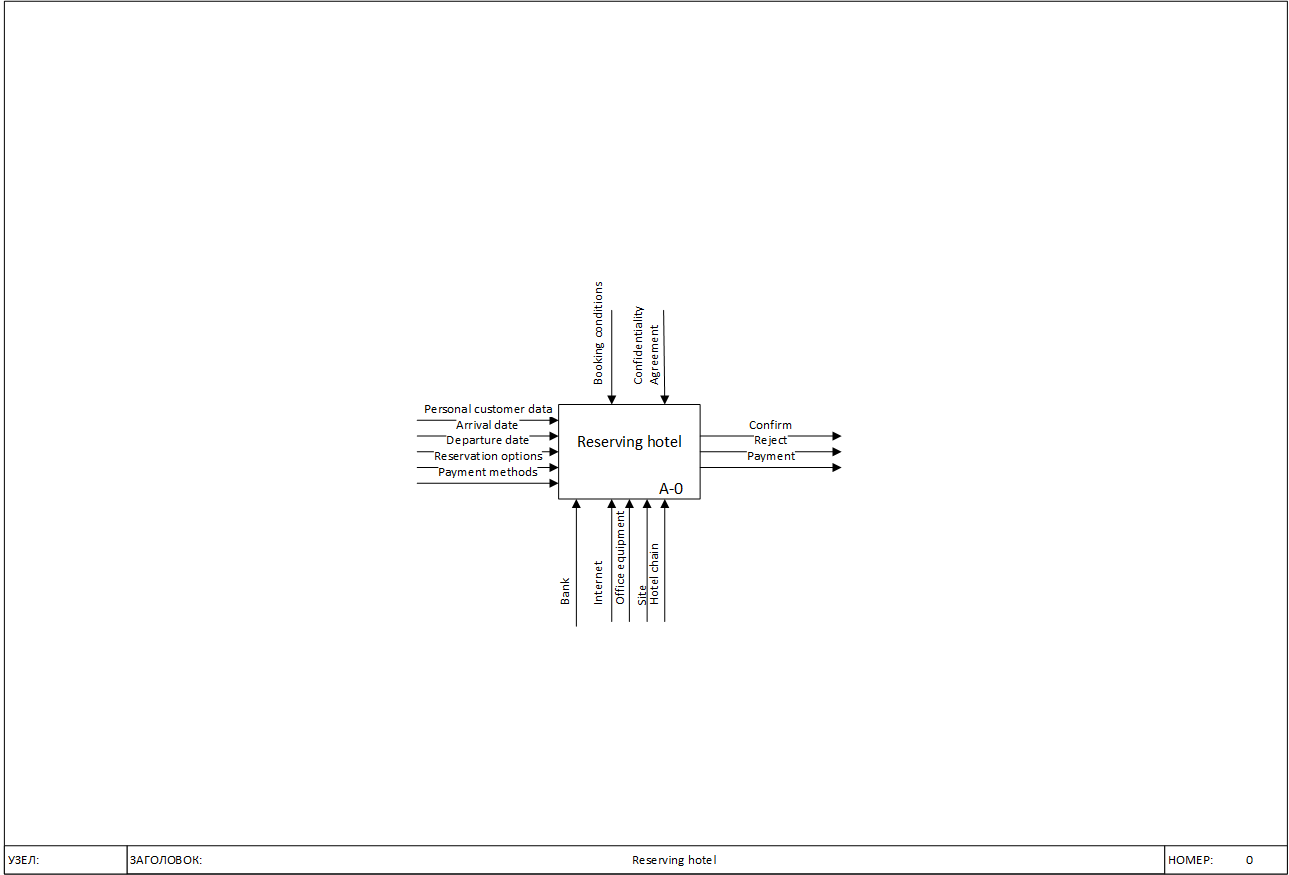 Booking conditions
Confidentiality
Agreement
Personal customer data
Arrival date
Departure date
Reservation options
Payment methods
Reserving hotel
A-0
Confirm
Reject
Payment
Bank
Internet
Office equipment
Site
Hotel chain
УЗЕЛ:
ЗАГОЛОВОК:
Reserving hotel
НОМЕР:
0